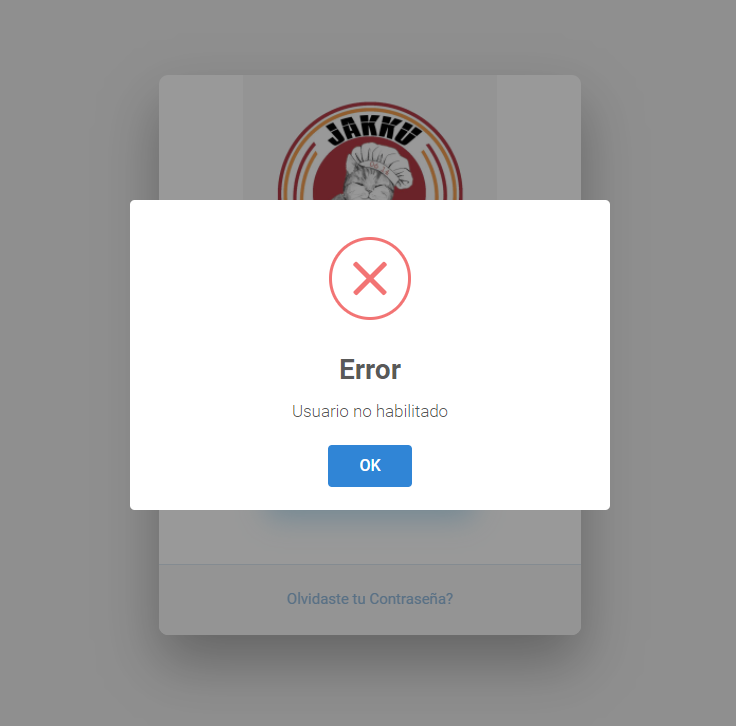 JAKKU
Error
Usuario no habilitado
OK
Olvidaste tu Contraseña?